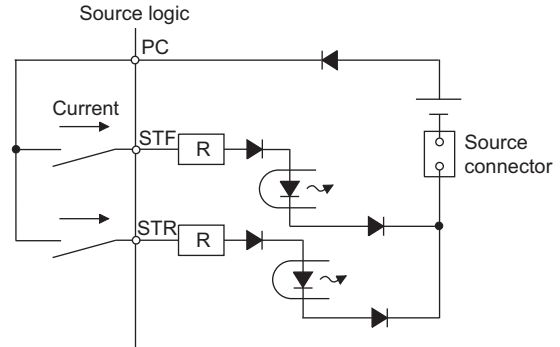 Source logic
PC
Current
STF
R
Source
connector
STR
R